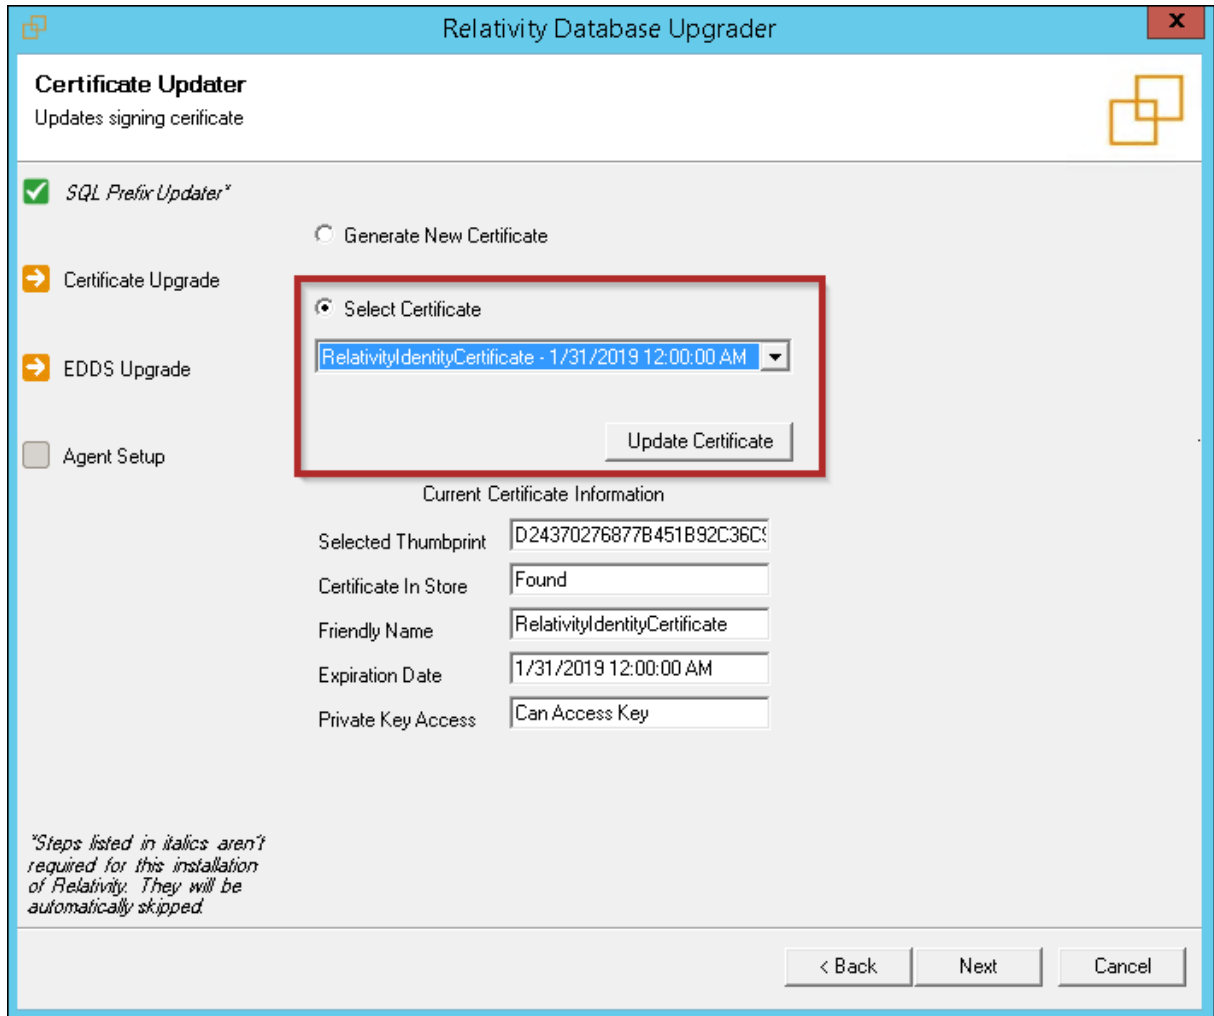 Relativity Database Upgrader
x
Certificate Updater
Updates signing cerificate
SQL Prefix Updater*
Generate New Certificate
Certificate Upgrade
Select Certificate
RelativityIdentityCertificate - 1/31/2019 12:00:00 AM
EDDS Upgrade
Update Certificate
Agent Setup
Current Certificate Information
Selected Thumbprint D24370276877B451B92C36C9
Certificate In Store Found
Friendly Name RelativityIdentityCertificate
Expiration Date 1/31/2019 12:00:00 AM
Private Key Access Can Access Key
*Steps listed in italics aren't
required for this installation
of Relativity. They will be
automatically skipped.
< Back Next Cancel